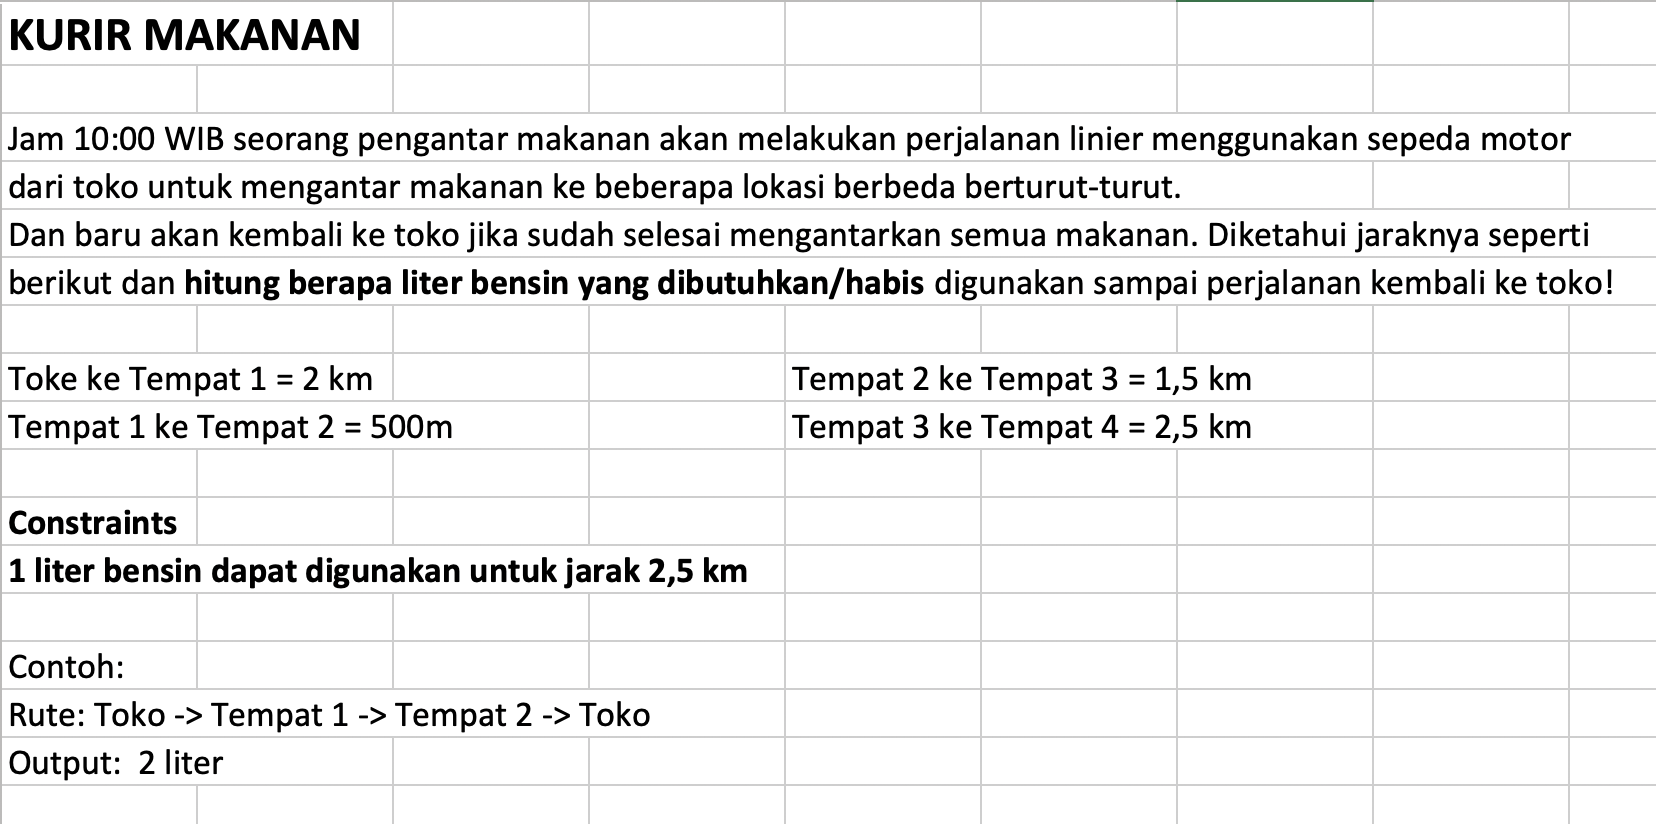 KURIR MAKANAN
Jam 10:00 WIB seorang pengantar makanan akan melakukan perjalanan linier menggunakan sepeda motor
dari toko untuk mengantar makanan ke beberapa lokasi berbeda berturut-turut.
Dan baru akan kembali ke toko jika sudah selesai mengantarkan semua makanan. Diketahui jaraknya seperti
berikut dan hitung berapa liter bensin yang dibutuhkan/habis digunakan sampai perjalanan kembali ke toko!
Toke ke Tempat 1 = 2 km
Tempat 2 ke Tempat 3 = 1,5 km
Tempat 1 ke Tempat 2 = 500m
Tempat 3 ke Tempat 4 = 2,5 km
Constraints
1 liter bensin dapat digunakan untuk jarak 2,5 km
Contoh:
Rute: Toko -> Tempat 1 -> Tempat 2 -> Toko
Output:  2 liter